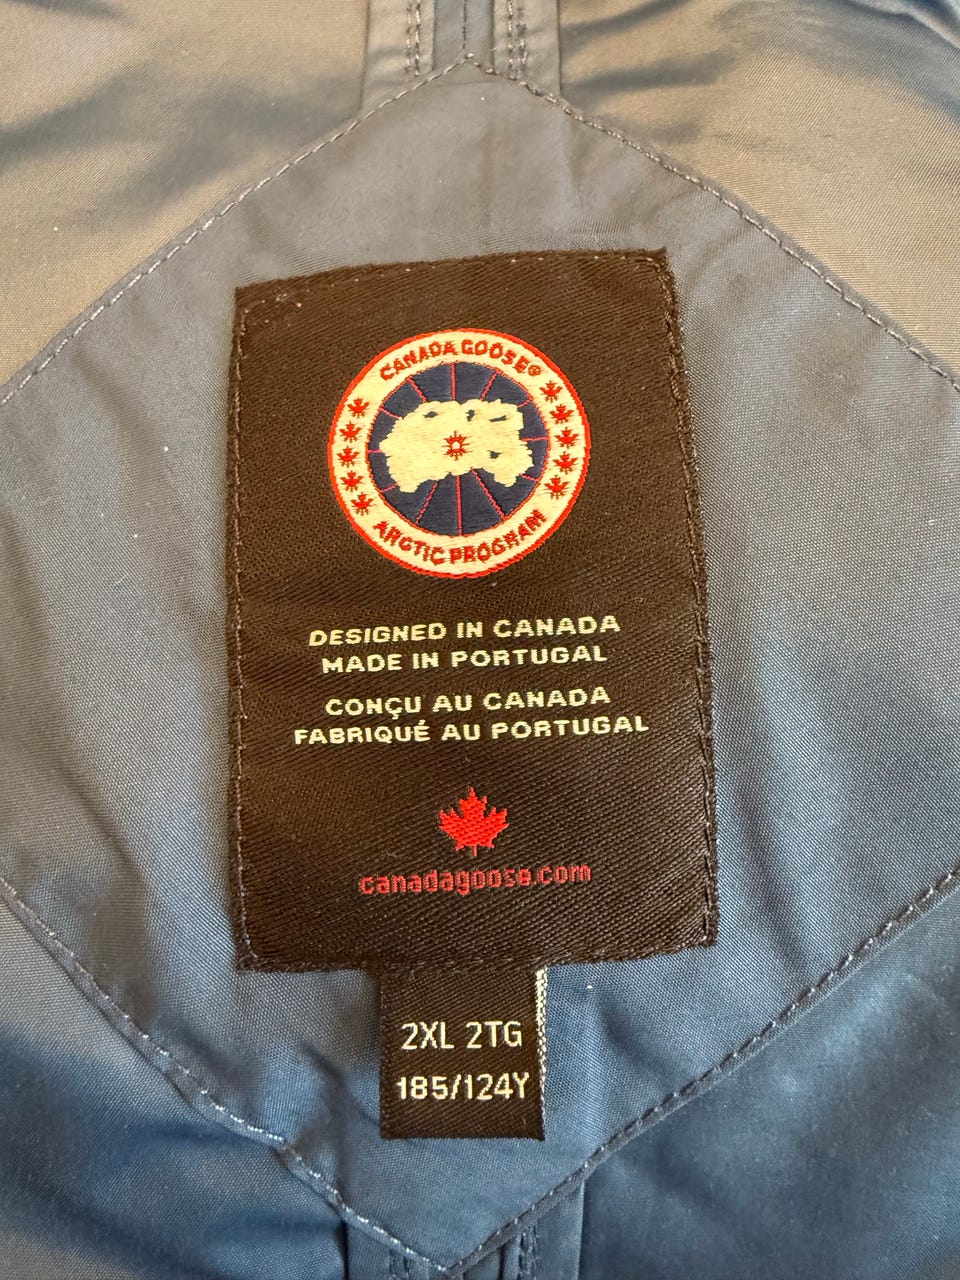 CANADA GOOSE®
ARCTIC PROGRAM
DESIGNED IN CANADA
MADE IN PORTUGAL
CONÇU AU CANADA
FABRIQUÉ AU PORTUGAL
canadagoose.com
2XL 2TG
185/124Y